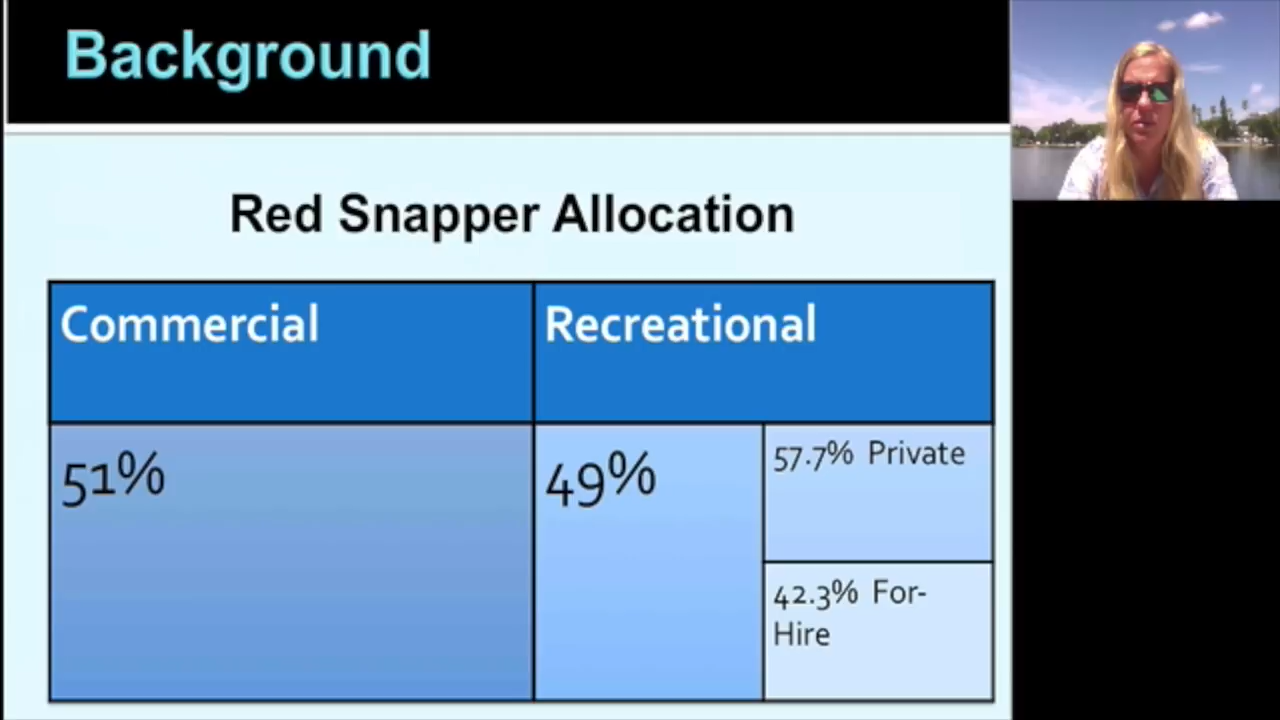 Background
Red Snapper Allocation
Commercial
Recreational
51%
49%
57.7% Private
42.3% For-
Hire